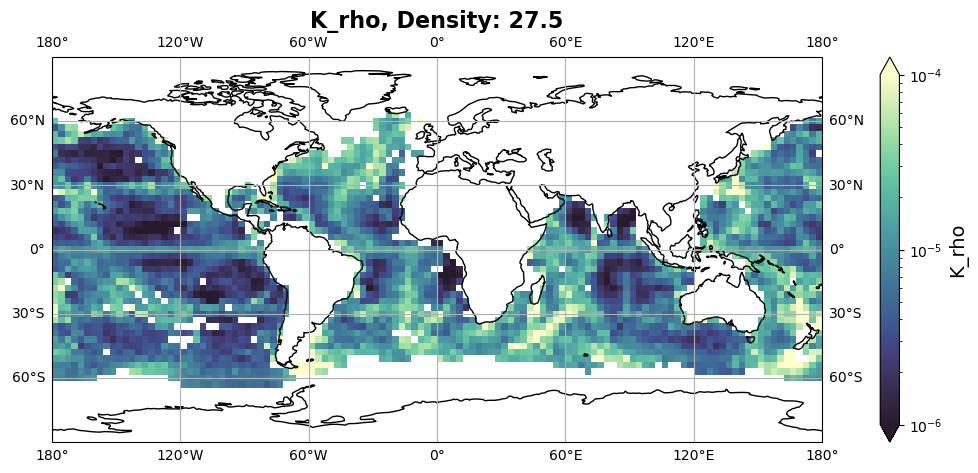 K_rho, Density: 27.5
180° 120°W 60°W 0° 60°E 120°E 180°
60°N 60°N
30°N 30°N
0° 0°
30°S 30°S
60°S 60°S
180° 120°W 60°W 0° 60°E 120°E 180°
10⁻⁴
10⁻⁵
10⁻⁶
K_rho